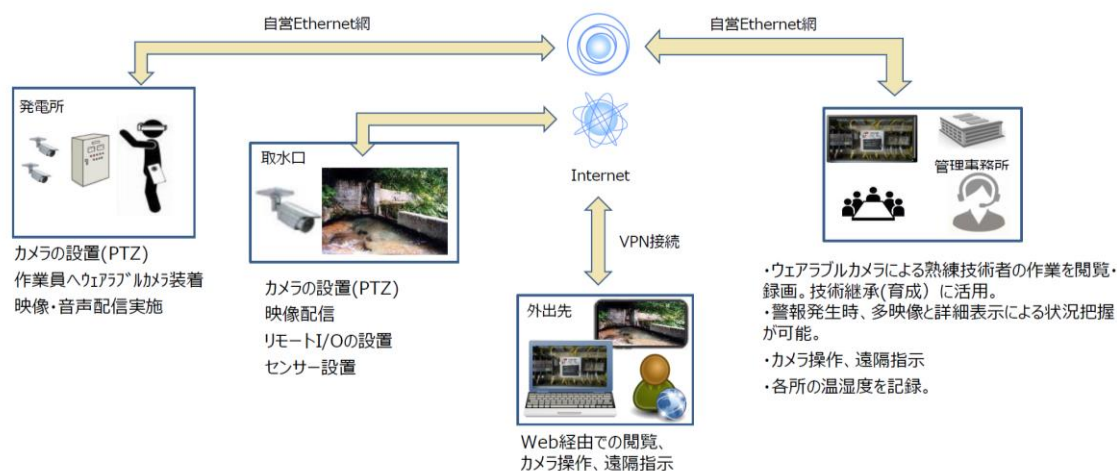 自営Ethernet網
自営Ethernet網
発電所
カメラの設置(PTZ)
作業員へウェアラブルカメラ装着
映像・音声配信実施
取水口
カメラの設置(PTZ)
映像配信
リモートI/Oの設置
センサー設置
Internet
VPN接続
外出先
Web経由での閲覧、
カメラ操作、遠隔指示
管理事務所
・ウェアラブルカメラによる熟練技術者の作業を閲覧・
録画。技術継承(育成）に活用。
・警報発生時、多映像と詳細表示による状況把握
が可能。
・カメラ操作、遠隔指示
・各所の温湿度を記録。